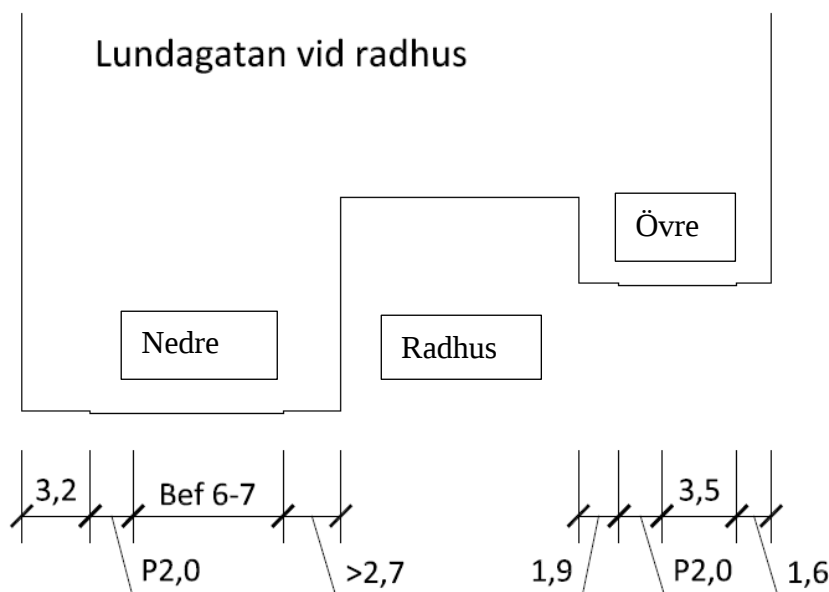 Lundagatan vid radhus
Övre
Nedre
Radhus
3,2
Bef 6-7
3,5
P2,0
>2,7
1,9
P2,0
1,6